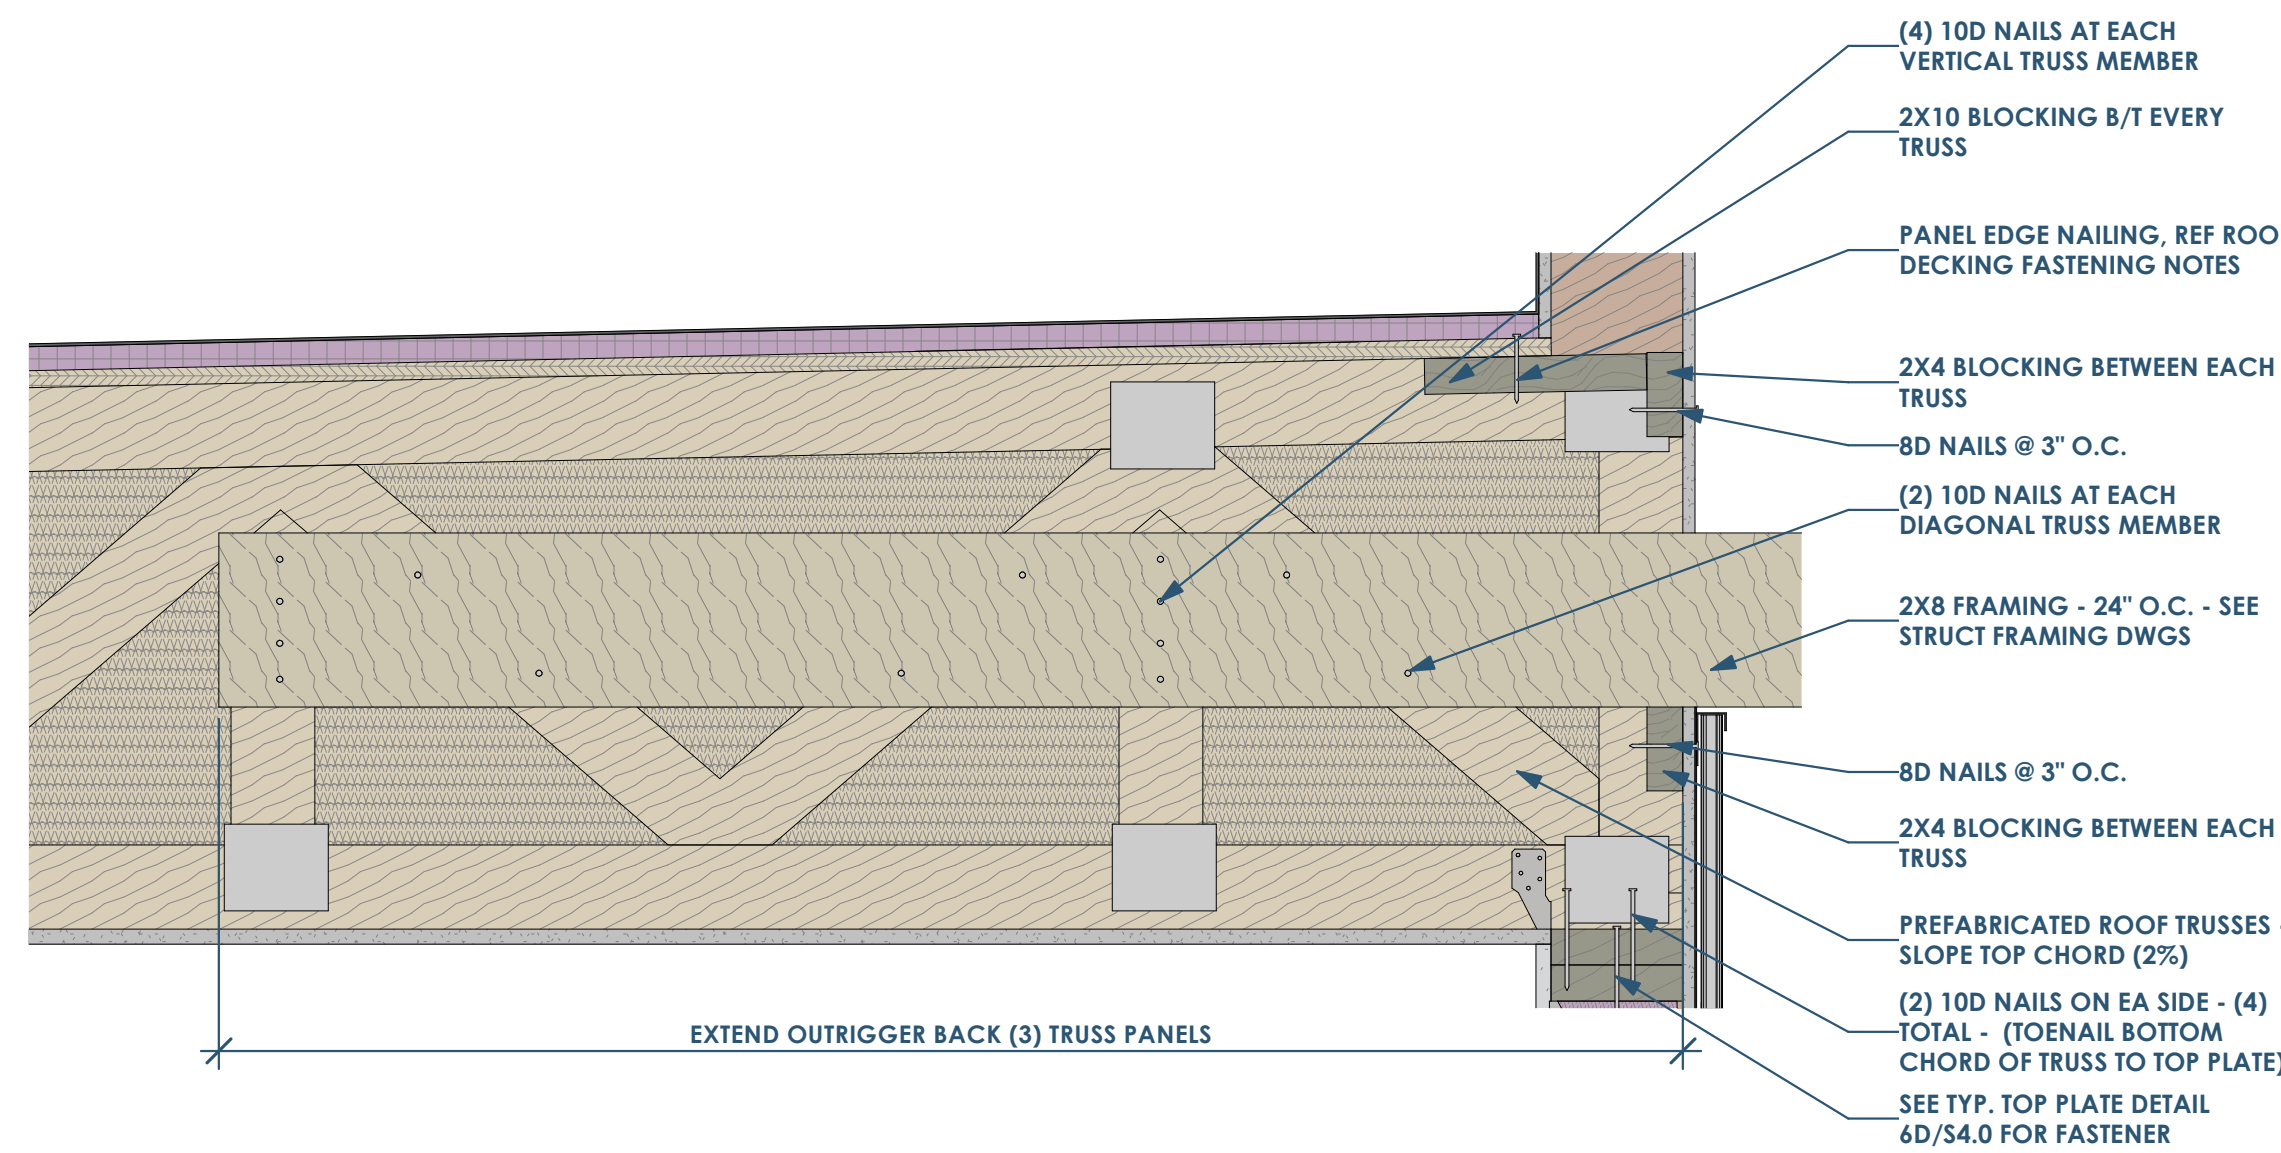 (4) 10D NAILS AT EACH
VERTICAL TRUSS MEMBER
2X10 BLOCKING B/T EVERY
TRUSS
PANEL EDGE NAILING, REF ROO
DECKING FASTENING NOTES
2X4 BLOCKING BETWEEN EACH
TRUSS
8D NAILS @ 3" O.C.
(2) 10D NAILS AT EACH
DIAGONAL TRUSS MEMBER
2X8 FRAMING - 24" O.C. - SEE
STRUCT FRAMING DWGS
8D NAILS @ 3" O.C.
2X4 BLOCKING BETWEEN EACH
TRUSS
PREFABRICATED ROOF TRUSSES -
SLOPE TOP CHORD (2%)
(2) 10D NAILS ON EA SIDE - (4)
TOTAL - (TOENAIL BOTTOM
CHORD OF TRUSS TO TOP PLATE)
SEE TYP. TOP PLATE DETAIL
6D/S4.0 FOR FASTENER
EXTEND OUTRIGGER BACK (3) TRUSS PANELS